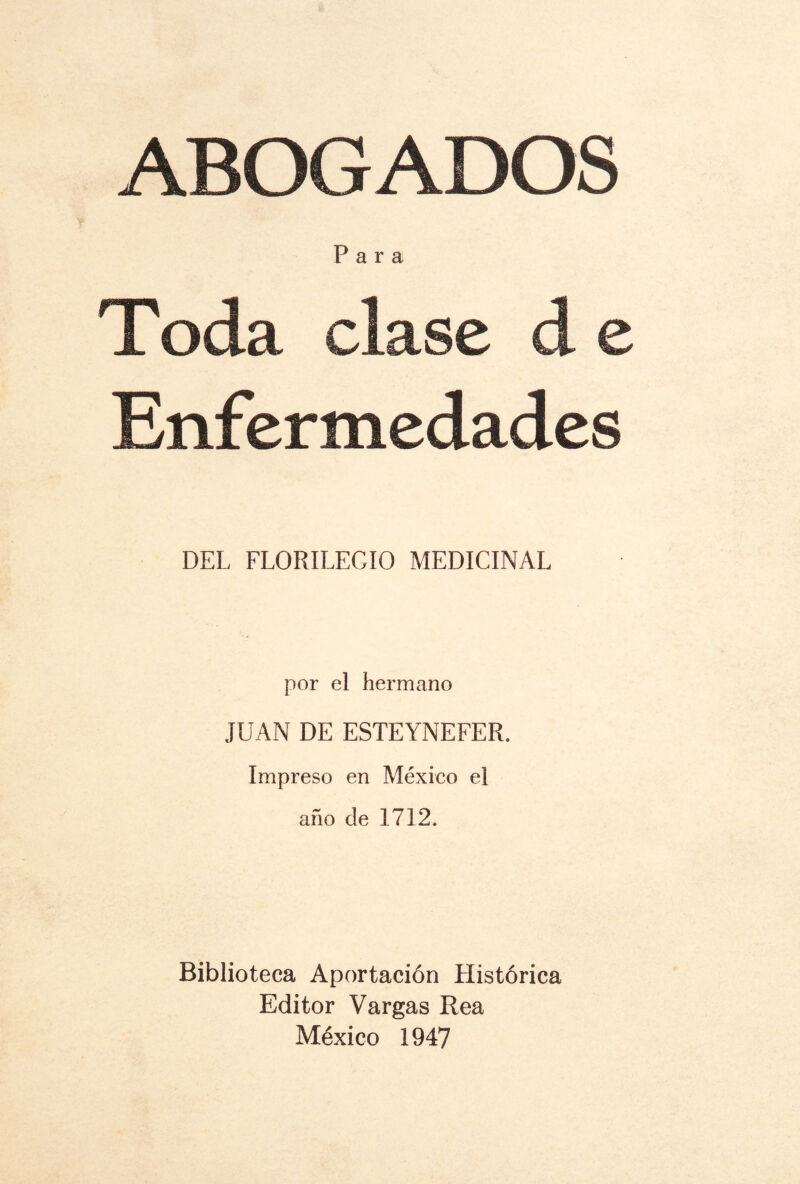 ABOGADOS
Para
Toda clase de
Enfermedades
DEL FLORILEGIO MEDICINAL
por el hermano
JUAN DE ESTEYNEFER.
Impreso en México el
año de 1712.
Biblioteca Aportación Histórica
Editor Vargas Rea
México 1947